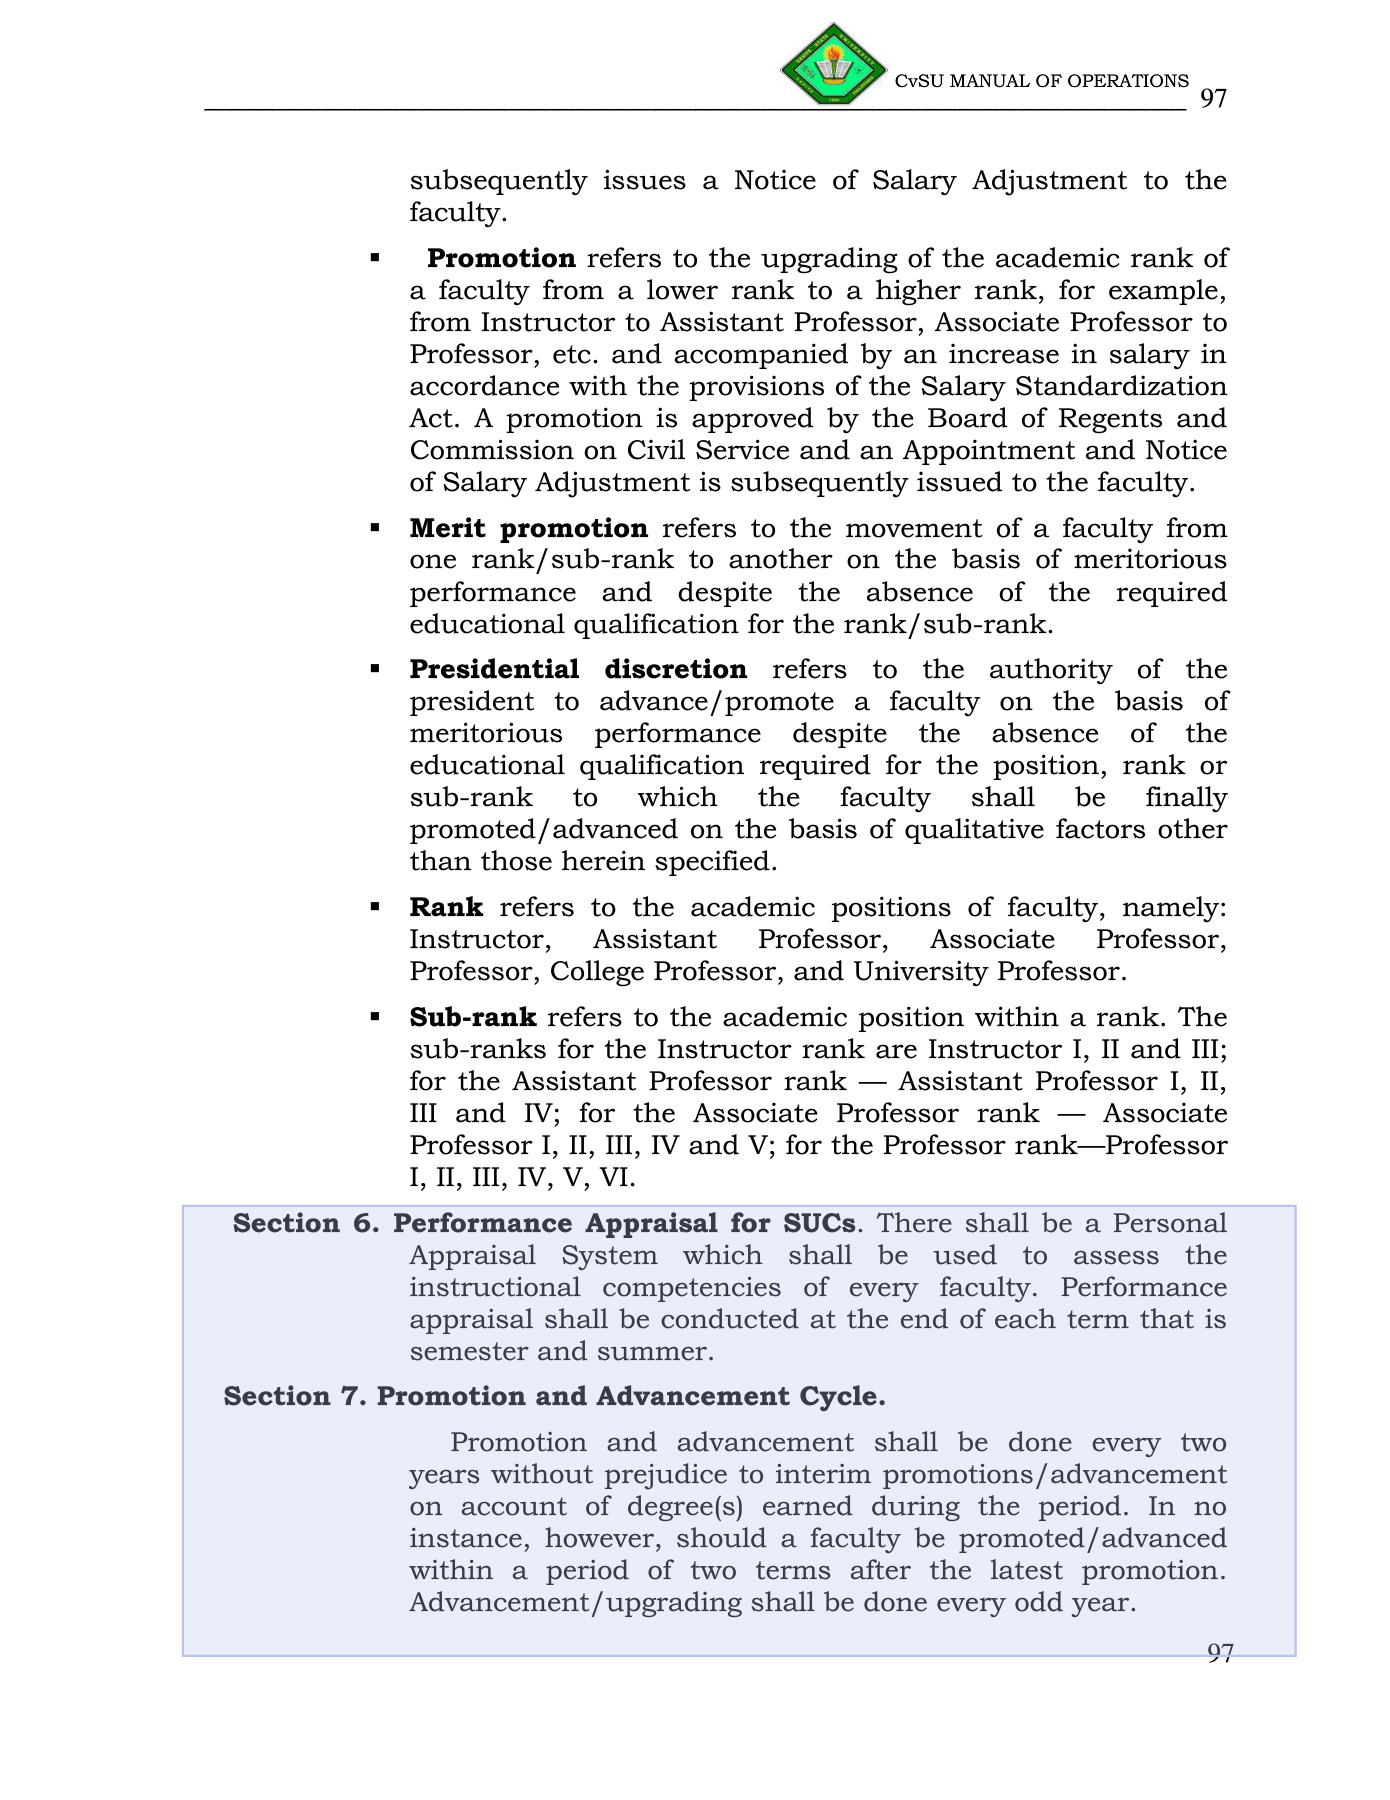 CvSU MANUAL OF OPERATIONS 97
subsequently issues a Notice of Salary Adjustment to the
faculty.
▪ Promotion refers to the upgrading of the academic rank of
a faculty from a lower rank to a higher rank, for example,
from Instructor to Assistant Professor, Associate Professor to
Professor, etc. and accompanied by an increase in salary in
accordance with the provisions of the Salary Standardization
Act. A promotion is approved by the Board of Regents and
Commission on Civil Service and an Appointment and Notice
of Salary Adjustment is subsequently issued to the faculty.
▪ Merit promotion refers to the movement of a faculty from
one rank/sub-rank to another on the basis of meritorious
performance and despite the absence of the required
educational qualification for the rank/sub-rank.
▪ Presidential discretion refers to the authority of the
president to advance/promote a faculty on the basis of
meritorious performance despite the absence of the
educational qualification required for the position, rank or
sub-rank to which the faculty shall be finally
promoted/advanced on the basis of qualitative factors other
than those herein specified.
▪ Rank refers to the academic positions of faculty, namely:
Instructor, Assistant Professor, Associate Professor,
Professor, College Professor, and University Professor.
▪ Sub-rank refers to the academic position within a rank. The
sub-ranks for the Instructor rank are Instructor I, II and III;
for the Assistant Professor rank — Assistant Professor I, II,
III and IV; for the Associate Professor rank — Associate
Professor I, II, III, IV and V; for the Professor rank—Professor
I, II, III, IV, V, VI.
Section 6. Performance Appraisal for SUCs. There shall be a Personal
Appraisal System which shall be used to assess the
instructional competencies of every faculty. Performance
appraisal shall be conducted at the end of each term that is
semester and summer.
Section 7. Promotion and Advancement Cycle.
Promotion and advancement shall be done every two
years without prejudice to interim promotions/advancement
on account of degree(s) earned during the period. In no
instance, however, should a faculty be promoted/advanced
within a period of two terms after the latest promotion.
Advancement/upgrading shall be done every odd year.
97